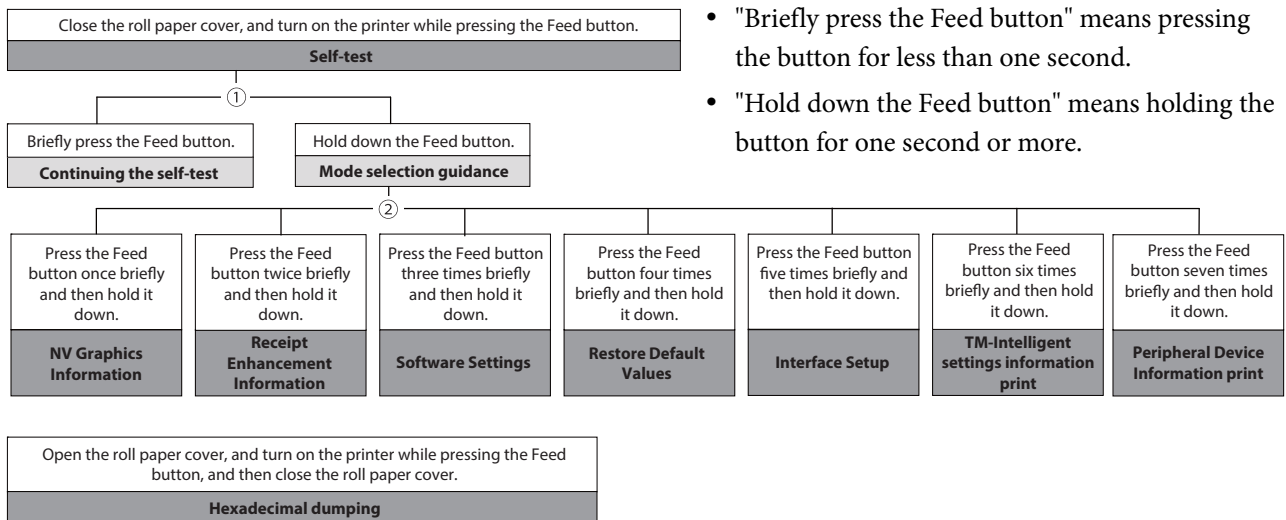 Close the roll paper cover, and turn on the printer while pressing the Feed button.
Self-test
• "Briefly press the Feed button" means pressing
the button for less than one second.
• "Hold down the Feed button" means holding the
button for one second or more.
①
Briefly press the Feed button.
Continuing the self-test
Hold down the Feed button.
Mode selection guidance
②
Press the Feed
button once briefly
and then hold it
down.
NV Graphics
Information
Press the Feed
button twice briefly
and then hold it
down.
Receipt
Enhancement
Information
Press the Feed button
three times briefly
and then hold it
down.
Software Settings
Press the Feed
button four times
briefly and then hold
it down.
Restore Default
Values
Press the Feed button
five times briefly and
then hold it down.
Interface Setup
Press the Feed
button six times
briefly and then hold
it down.
TM-Intelligent
settings information
print
Press the Feed
button seven times
briefly and then hold
it down.
Peripheral Device
Information print
Open the roll paper cover, and turn on the printer while pressing the Feed
button, and then close the roll paper cover.
Hexadecimal dumping